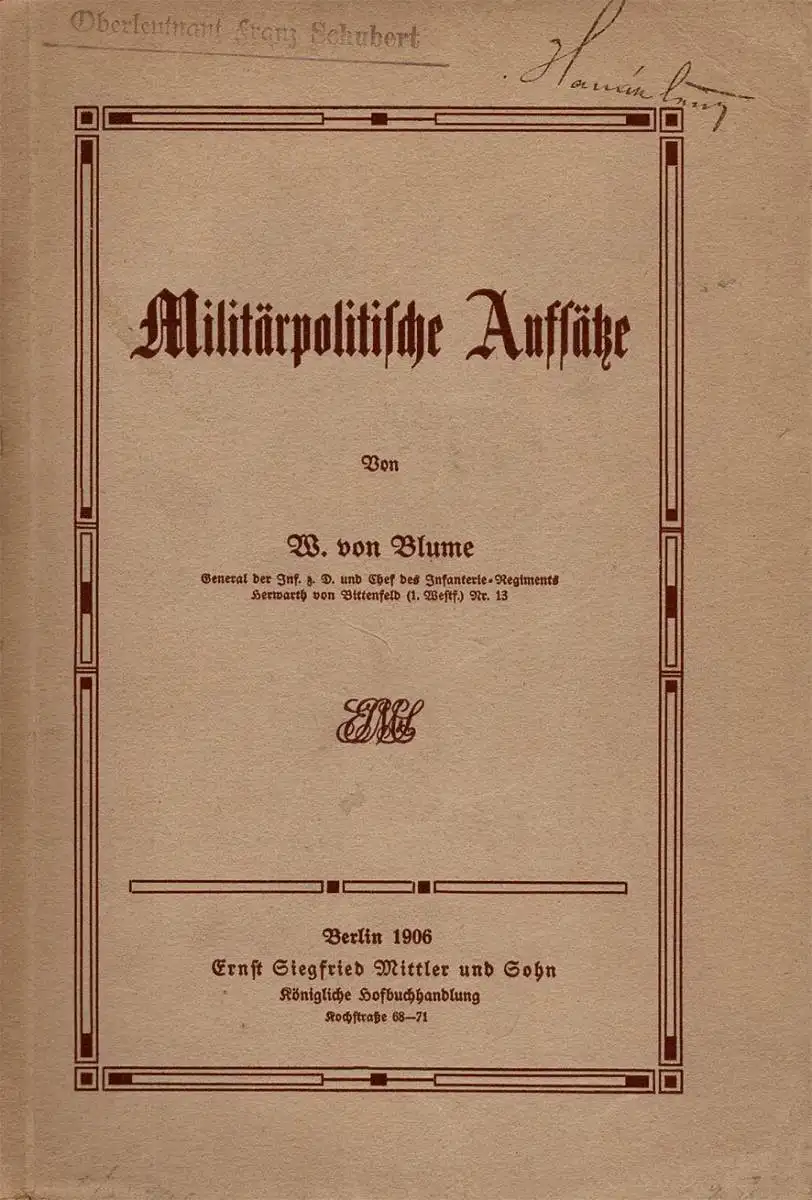 Oberleutnant Franz Schubert
Militärpolitische Aufsätze
Von
W. von Blume
General der Inf. z. D. und Chef des Infanterie-Regiments
Herwarth von Bittenfeld (1. Westf.) Nr. 13
Berlin 1906
Ernst Siegfried Mittler und Sohn
Königliche Hofbuchhandlung
Kochstraße 68—71